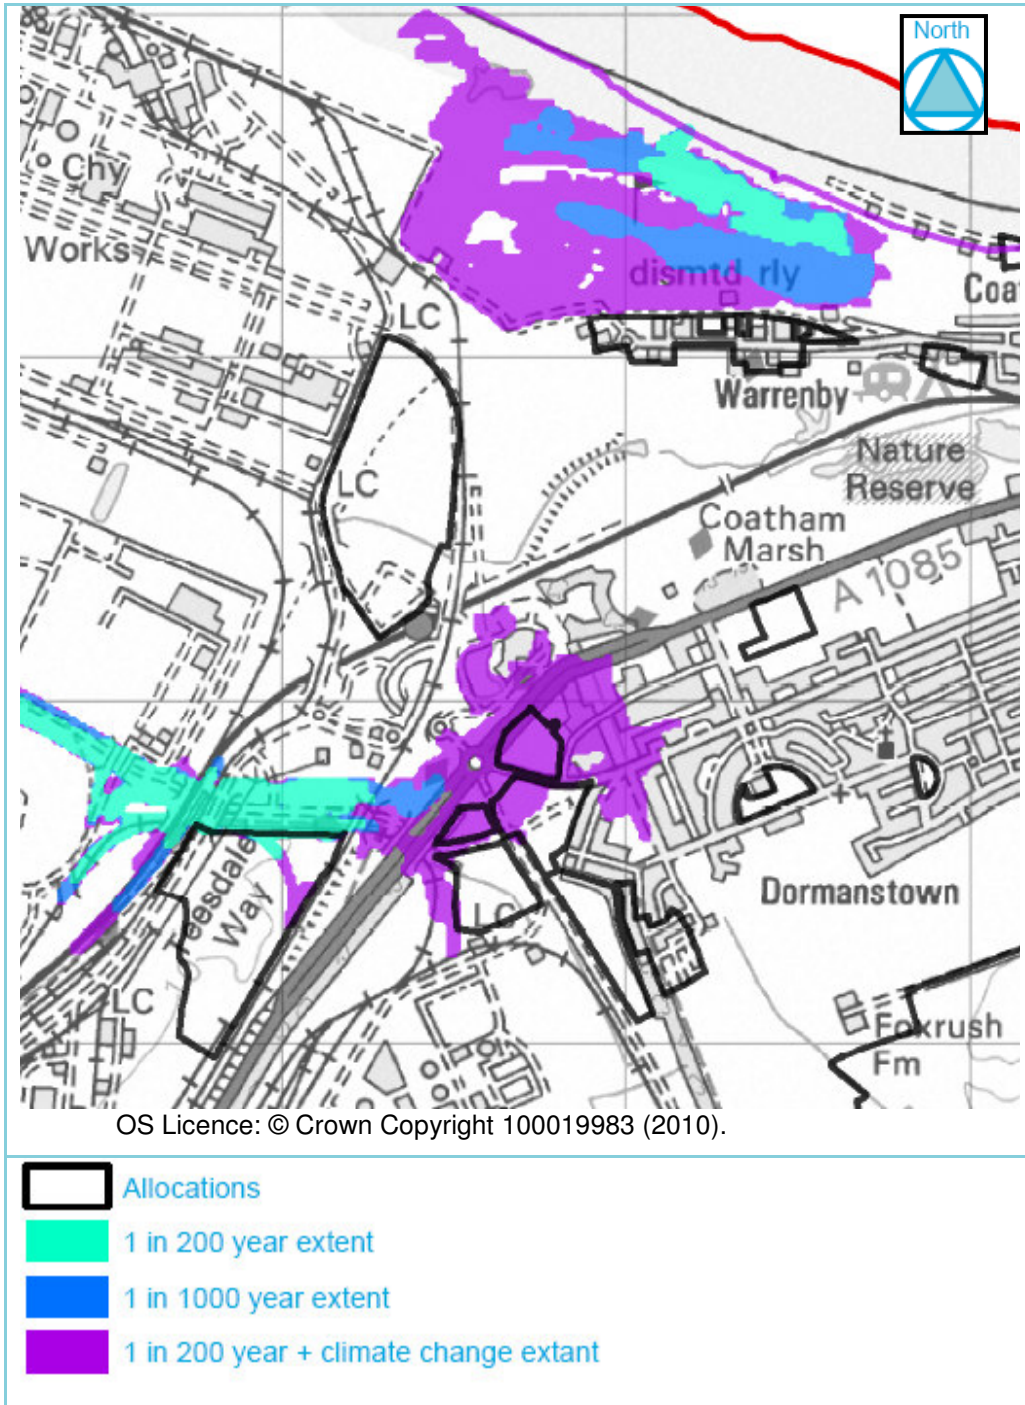 North
Chy
Works
dismtd rly
LC
Warrenby
LC
Nature
Reserve
Coatham
Marsh
A 1085
Teesdale
Way
LC
Dormanstown
LC
Foxrush
Fm
OS Licence: © Crown Copyright 100019983 (2010).
Allocations
1 in 200 year extent
1 in 1000 year extent
1 in 200 year + climate change extant